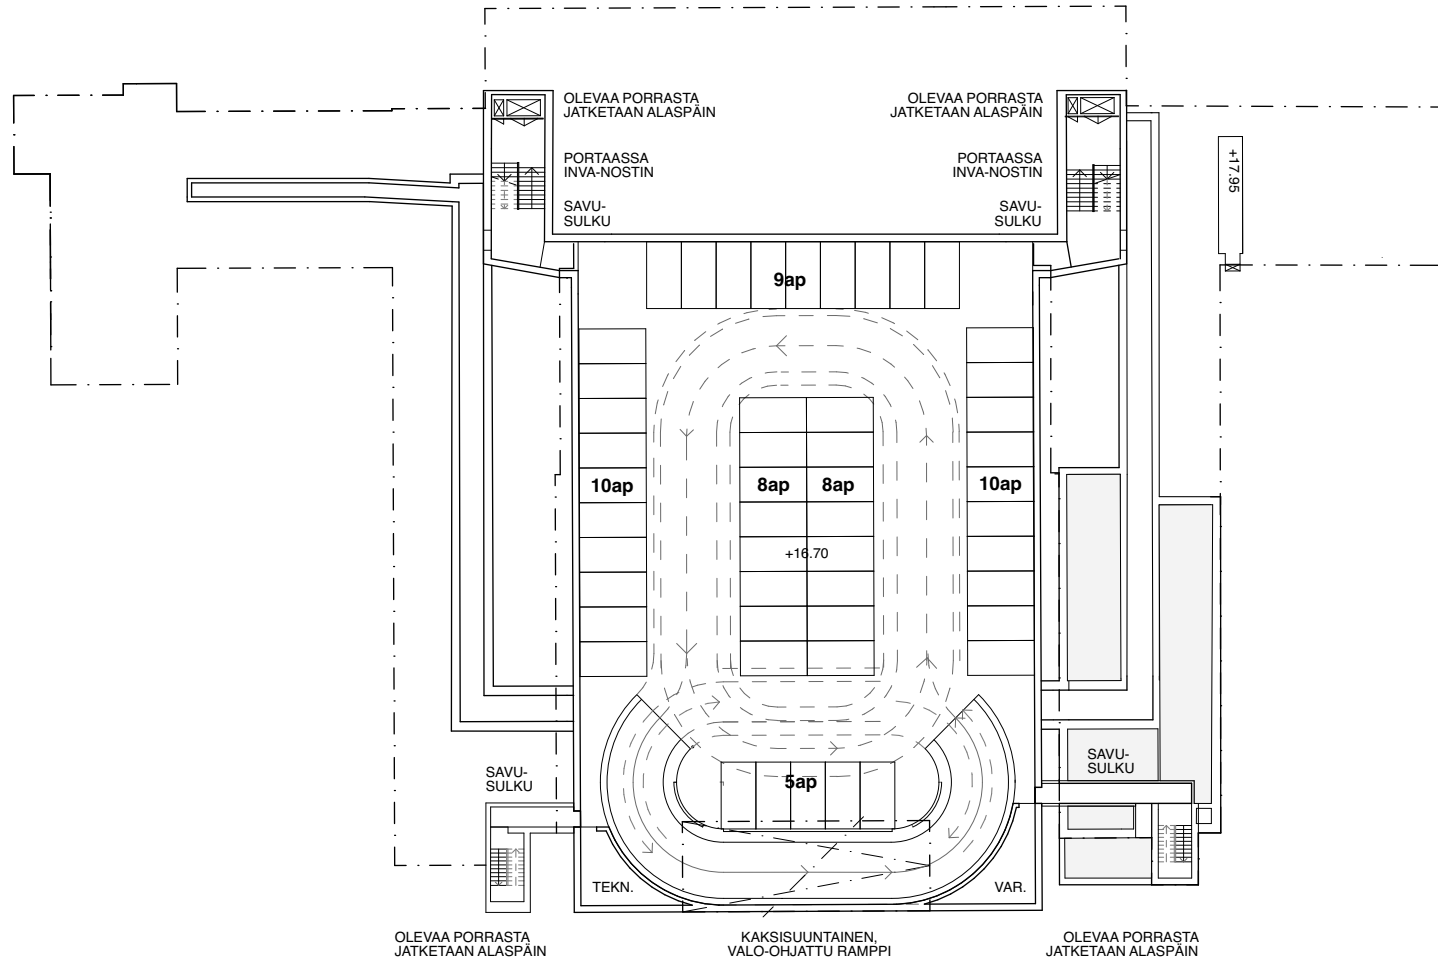 OLEVAA PORRASTA
JATKETAAN ALASPÄIN
OLEVAA PORRASTA
JATKETAAN ALASPÄIN
PORTAASSA
INVA-NOSTIN
PORTAASSA
INVA-NOSTIN
+17.95
SAVU-
SULKU
SAVU-
SULKU
9ap
10ap
8ap
8ap
10ap
+16.70
SAVU-
SULKU
5ap
SAVU-
SULKU
TEKN.
VAR.
OLEVAA PORRASTA
JATKETAAN ALASPÄIN
KAKSISUUNTAINEN,
VALO-OHJATTU RAMPPI
OLEVAA PORRASTA
JATKETAAN ALASPÄIN